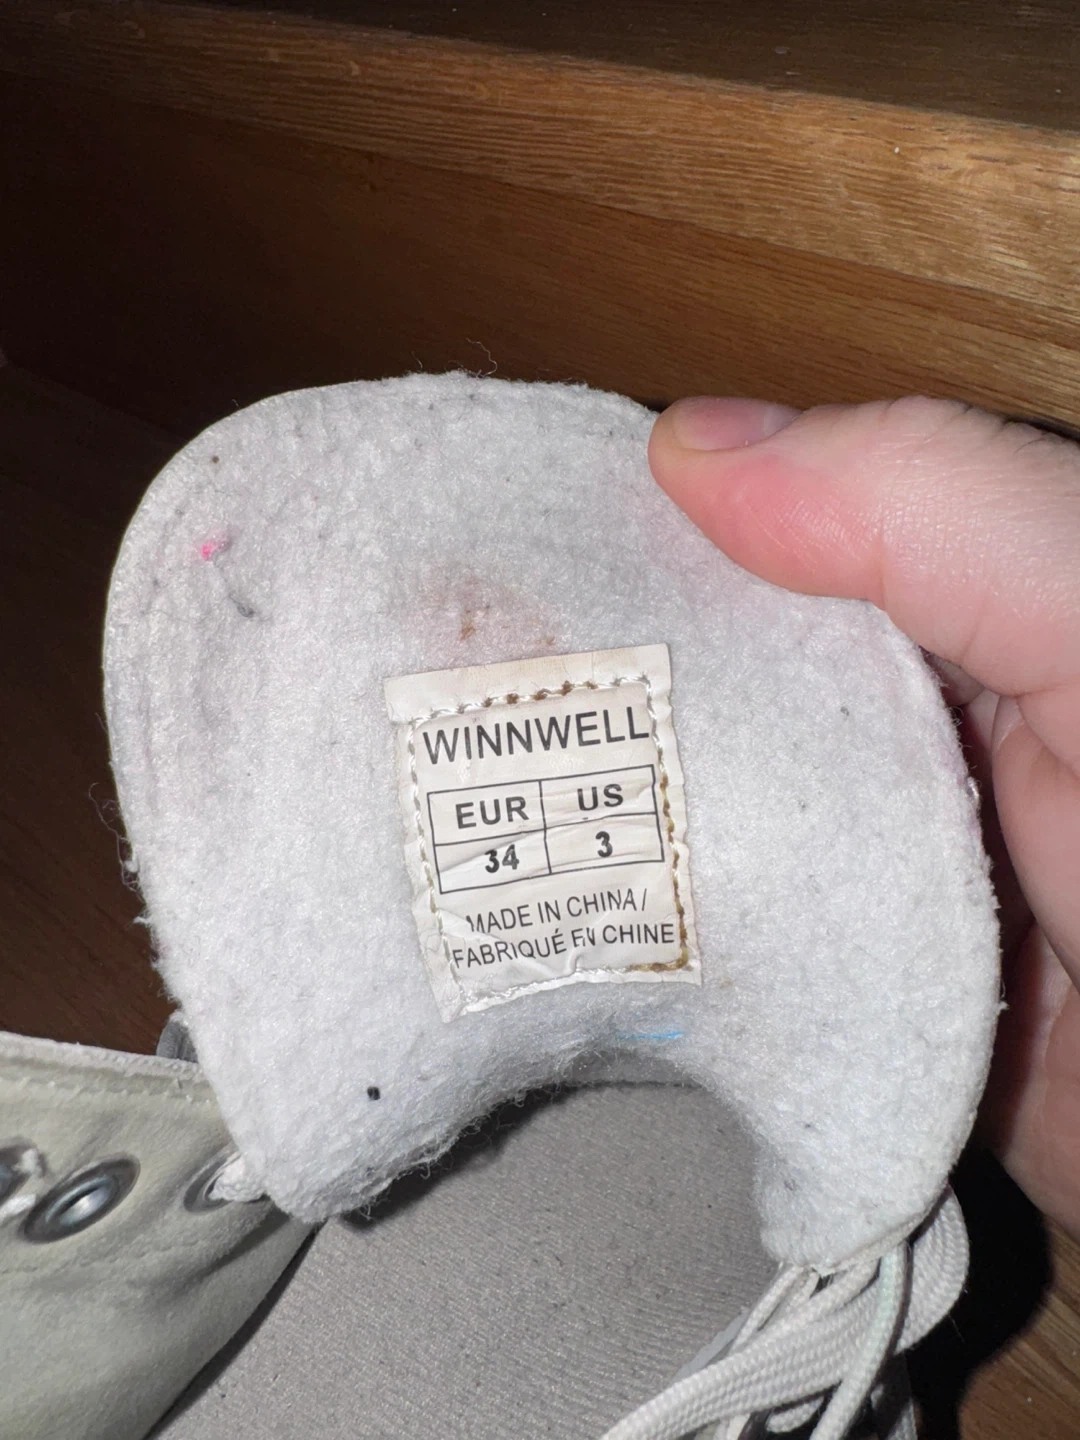 WINNWELL
EUR US
34 3
MADE IN CHINA /
FABRIQUÉ EN CHINE